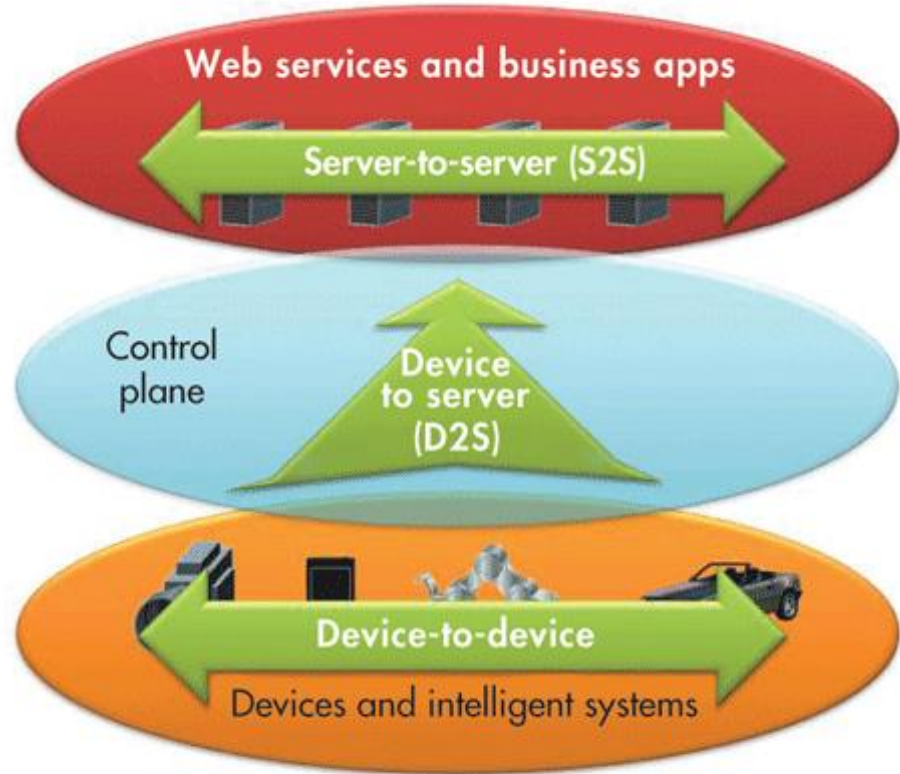 Web services and business apps
Server-to-server (S2S)
Control
plane
Device
to server
(D2S)
Device-to-device
Devices and intelligent systems